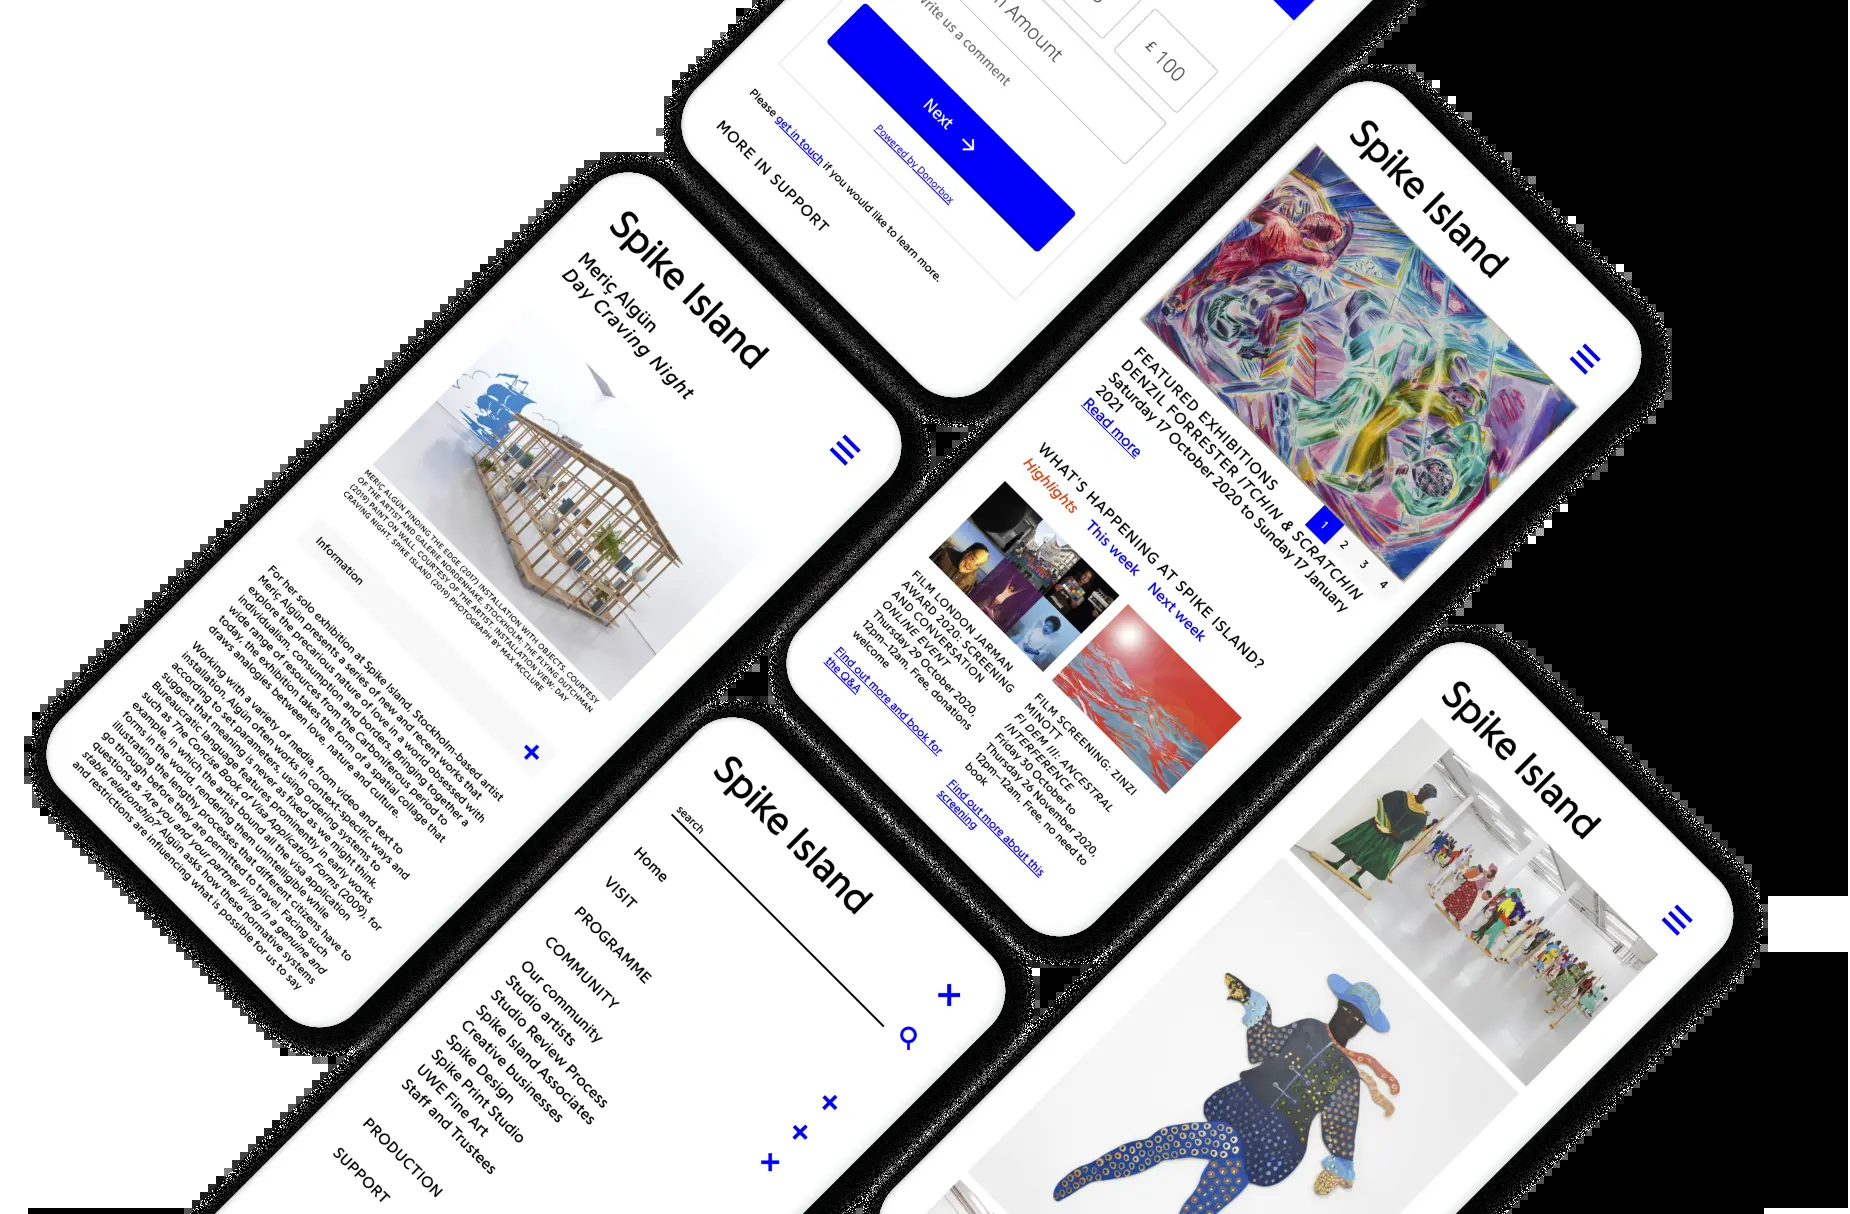 n Amount
£ 100
rite us a comment
Next →
Powered by Donorbox
Please get in touch if you would like to learn more.
MORE IN SUPPORT
Spike Island
Meriç Algün
Day Craving Night
MERIÇ ALGÜN FINDING THE EDGE (2017) INSTALLATION WITH OBJECTS. COURTESY
OF THE ARTIST AND GALERIE NORDENHAKE, STOCKHOLM. THE FLYING DUTCHMAN
(2019) PAINT ON WALL. COURTESY OF THE ARTIST. INSTALLATION VIEW: DAY
CRAVING NIGHT, SPIKE ISLAND (2019) PHOTOGRAPH BY MAX MCCLURE
Information
For her solo exhibition at Spike Island, Stockholm-based artist
Meriç Algün presents a series of new and recent works that
explore the precarious nature of love in a world obsessed with
individualism, consumption and borders. Bringing together a
wide range of resources from the Carboniferous period to
today, the exhibition takes the form of a spatial collage that
draws analogies between love, nature and culture.
Working with a variety of media, from video and text to
installation, Algün often works in context-specific ways and
according to set parameters, using ordering systems to
suggest that meaning is never as fixed as we might think.
Bureaucratic language features prominently in early works
such as The Concise Book of Visa Application Forms (2009), for
example, in which the artist bound all the visa application
forms in the world, rendering them unintelligible while
illustrating the lengthy processes that different citizens have to
go through before they are permitted to travel. Facing such
questions as 'Are you and your partner living in a genuine and
stable relationship?', Algün asks how these normative systems
and restrictions are influencing what is possible for us to say
Spike Island
FEATURED EXHIBITIONS
DENZIL FORRESTER ITCHIN & SCRATCHIN
Saturday 17 October 2020 to Sunday 17 January
2021
Read more
1 2 3 4
WHAT'S HAPPENING AT SPIKE ISLAND?
Highlights This week Next week
FILM LONDON JARMAN
AWARD 2020: SCREENING
AND CONVERSATION
ONLINE EVENT
Thursday 29 October 2020,
12pm–12am, Free, donations
welcome
Find out more and book for
the Q&A
FILM SCREENING: ZINZI
MINOTT
FI DEM III: ANCESTRAL
INTERFERENCE
Friday 30 October to
Thursday 26 November 2020,
12pm–12am, Free, no need to
book
Find out more about this
screening
Spike Island
search
Home
VISIT
PROGRAMME
COMMUNITY
Our community
Studio artists
Studio Review Process
Spike Island Associates
Creative businesses
Spike Design
Spike Print Studio
UWE Fine Art
Staff and Trustees
PRODUCTION
SUPPORT
Spike Island